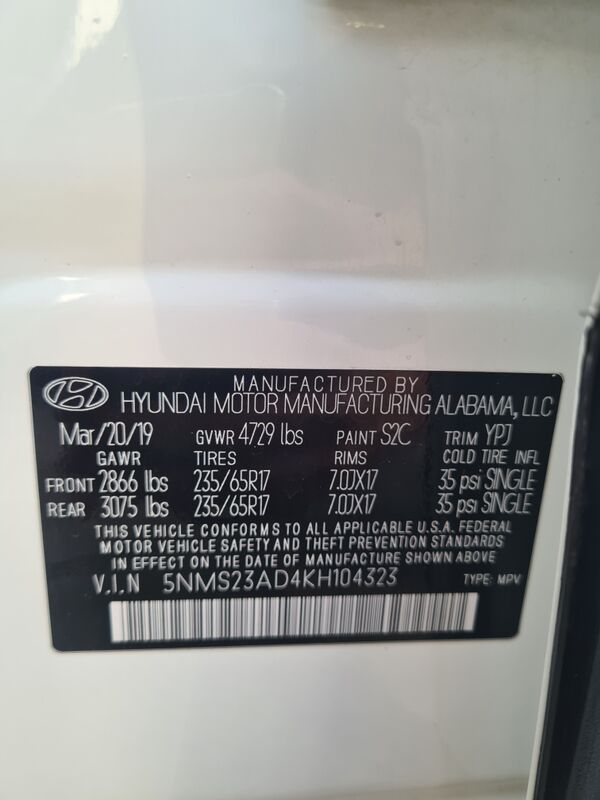 MANUFACTURED BY
HYUNDAI MOTOR MANUFACTURING ALABAMA, LLC
Mar/20/19 GVWR 4729 lbs PAINT S2C TRIM YPJ
GAWR TIRES RIMS COLD TIRE INFL
FRONT 2866 lbs 235/65R17 7.0JX17 35 psi SINGLE
REAR 3075 lbs 235/65R17 7.0JX17 35 psi SINGLE
THIS VEHICLE CONFORMS TO ALL APPLICABLE U.S.A. FEDERAL
MOTOR VEHICLE SAFETY AND THEFT PREVENTION STANDARDS
IN EFFECT ON THE DATE OF MANUFACTURE SHOWN ABOVE
V.I.N 5NMS23AD4KH104323 TYPE: MPV